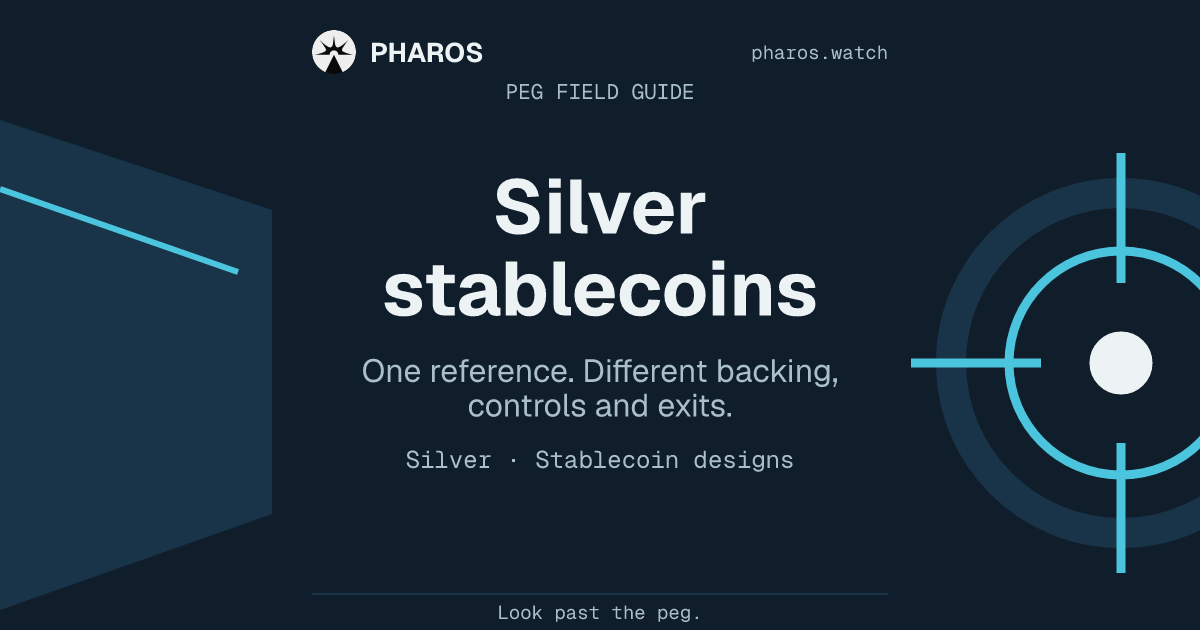 PHAROS
pharos.watch
PEG FIELD GUIDE
Silver
stablecoins
One reference. Different backing,
controls and exits.
Silver · Stablecoin designs
Look past the peg.